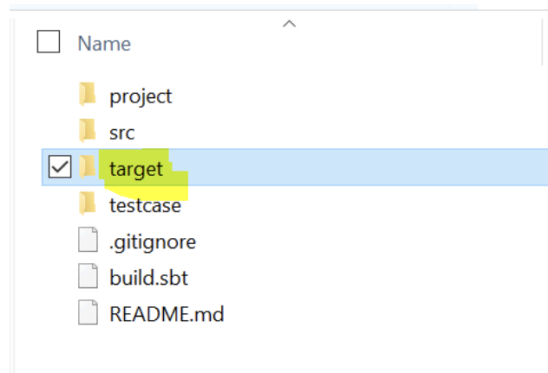 Name
project
src
target
testcase
.gitignore
build.sbt
README.md